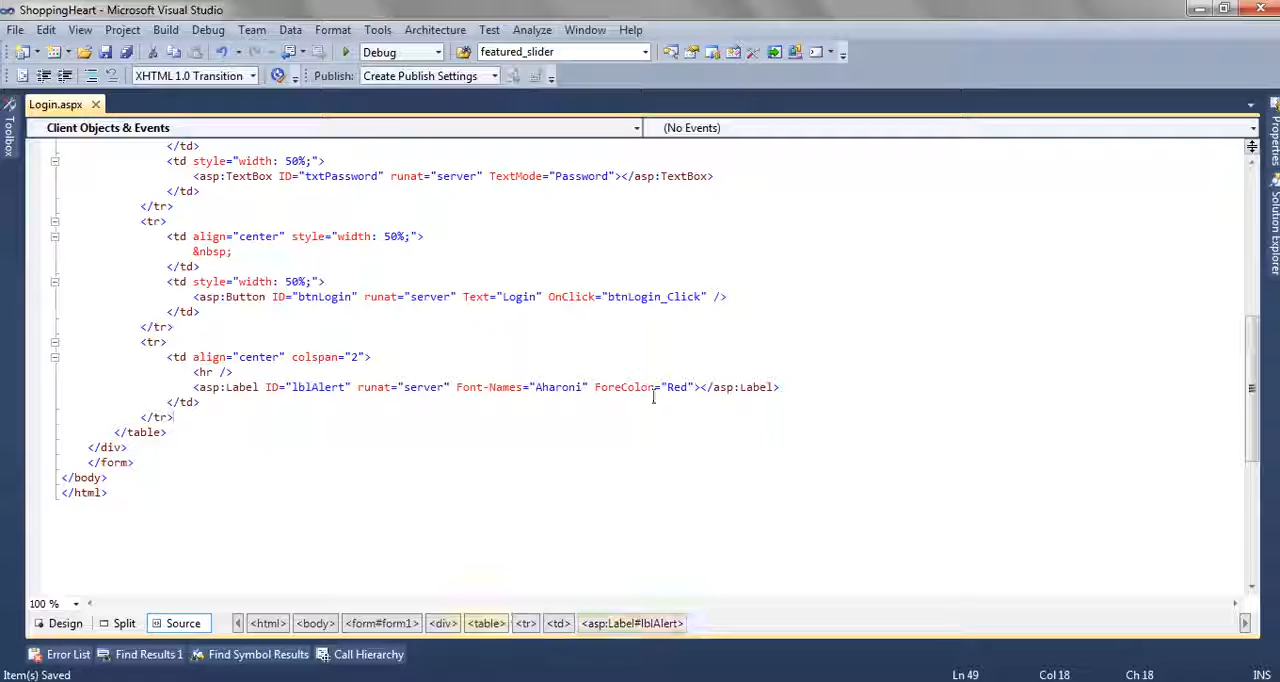 ShoppingHeart - Microsoft Visual Studio
File Edit View Project Build Debug Team Data Format Tools Architecture Test Analyze Window Help
Debug featured_slider
XHTML 1.0 Transition Publish: Create Publish Settings
Login.aspx
Client Objects & Events (No Events)
</td>
<td style="width: 50%;">
<asp:TextBox ID="txtPassword" runat="server" TextMode="Password"></asp:TextBox>
</td>
</tr>
<tr>
<td align="center" style="width: 50%;">
&nbsp;
</td>
<td style="width: 50%;">
<asp:Button ID="btnLogin" runat="server" Text="Login" OnClick="btnLogin_Click" />
</td>
</tr>
<tr>
<td align="center" colspan="2">
<hr />
<asp:Label ID="lblAlert" runat="server" Font-Names="Aharoni" ForeColor="Red"></asp:Label>
</td>
</tr>
</table>
</div>
</form>
</body>
</html>
100 %
Design Split Source <html> <body> <form#form1> <div> <table> <tr> <td> <asp:Label#lblAlert>
Error List Find Results 1 Find Symbol Results Call Hierarchy
Item(s) Saved Ln 49 Col 18 Ch 18 INS
Toolbox
Properties
Solution Explorer